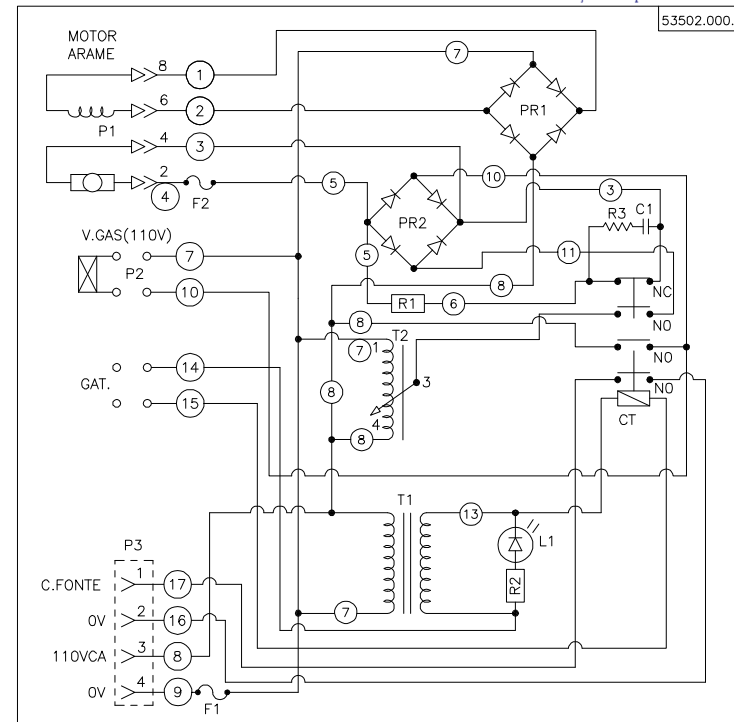 53502.000.
MOTOR
ARAME
8
1
7
6
2
P1
PR1
4
3
2
4
F2
5
10
3
PR2
R3
C1
V.GAS(110V)
7
P2
5
11
10
8
R1
6
NC
NO
8
T2
7
1
NO
14
GAT.
8
3
NO
15
4
8
CT
T1
13
P3
L1
1
C.FONTE
17
R2
2
0V
16
7
3
110VCA
8
4
0V
9
F1